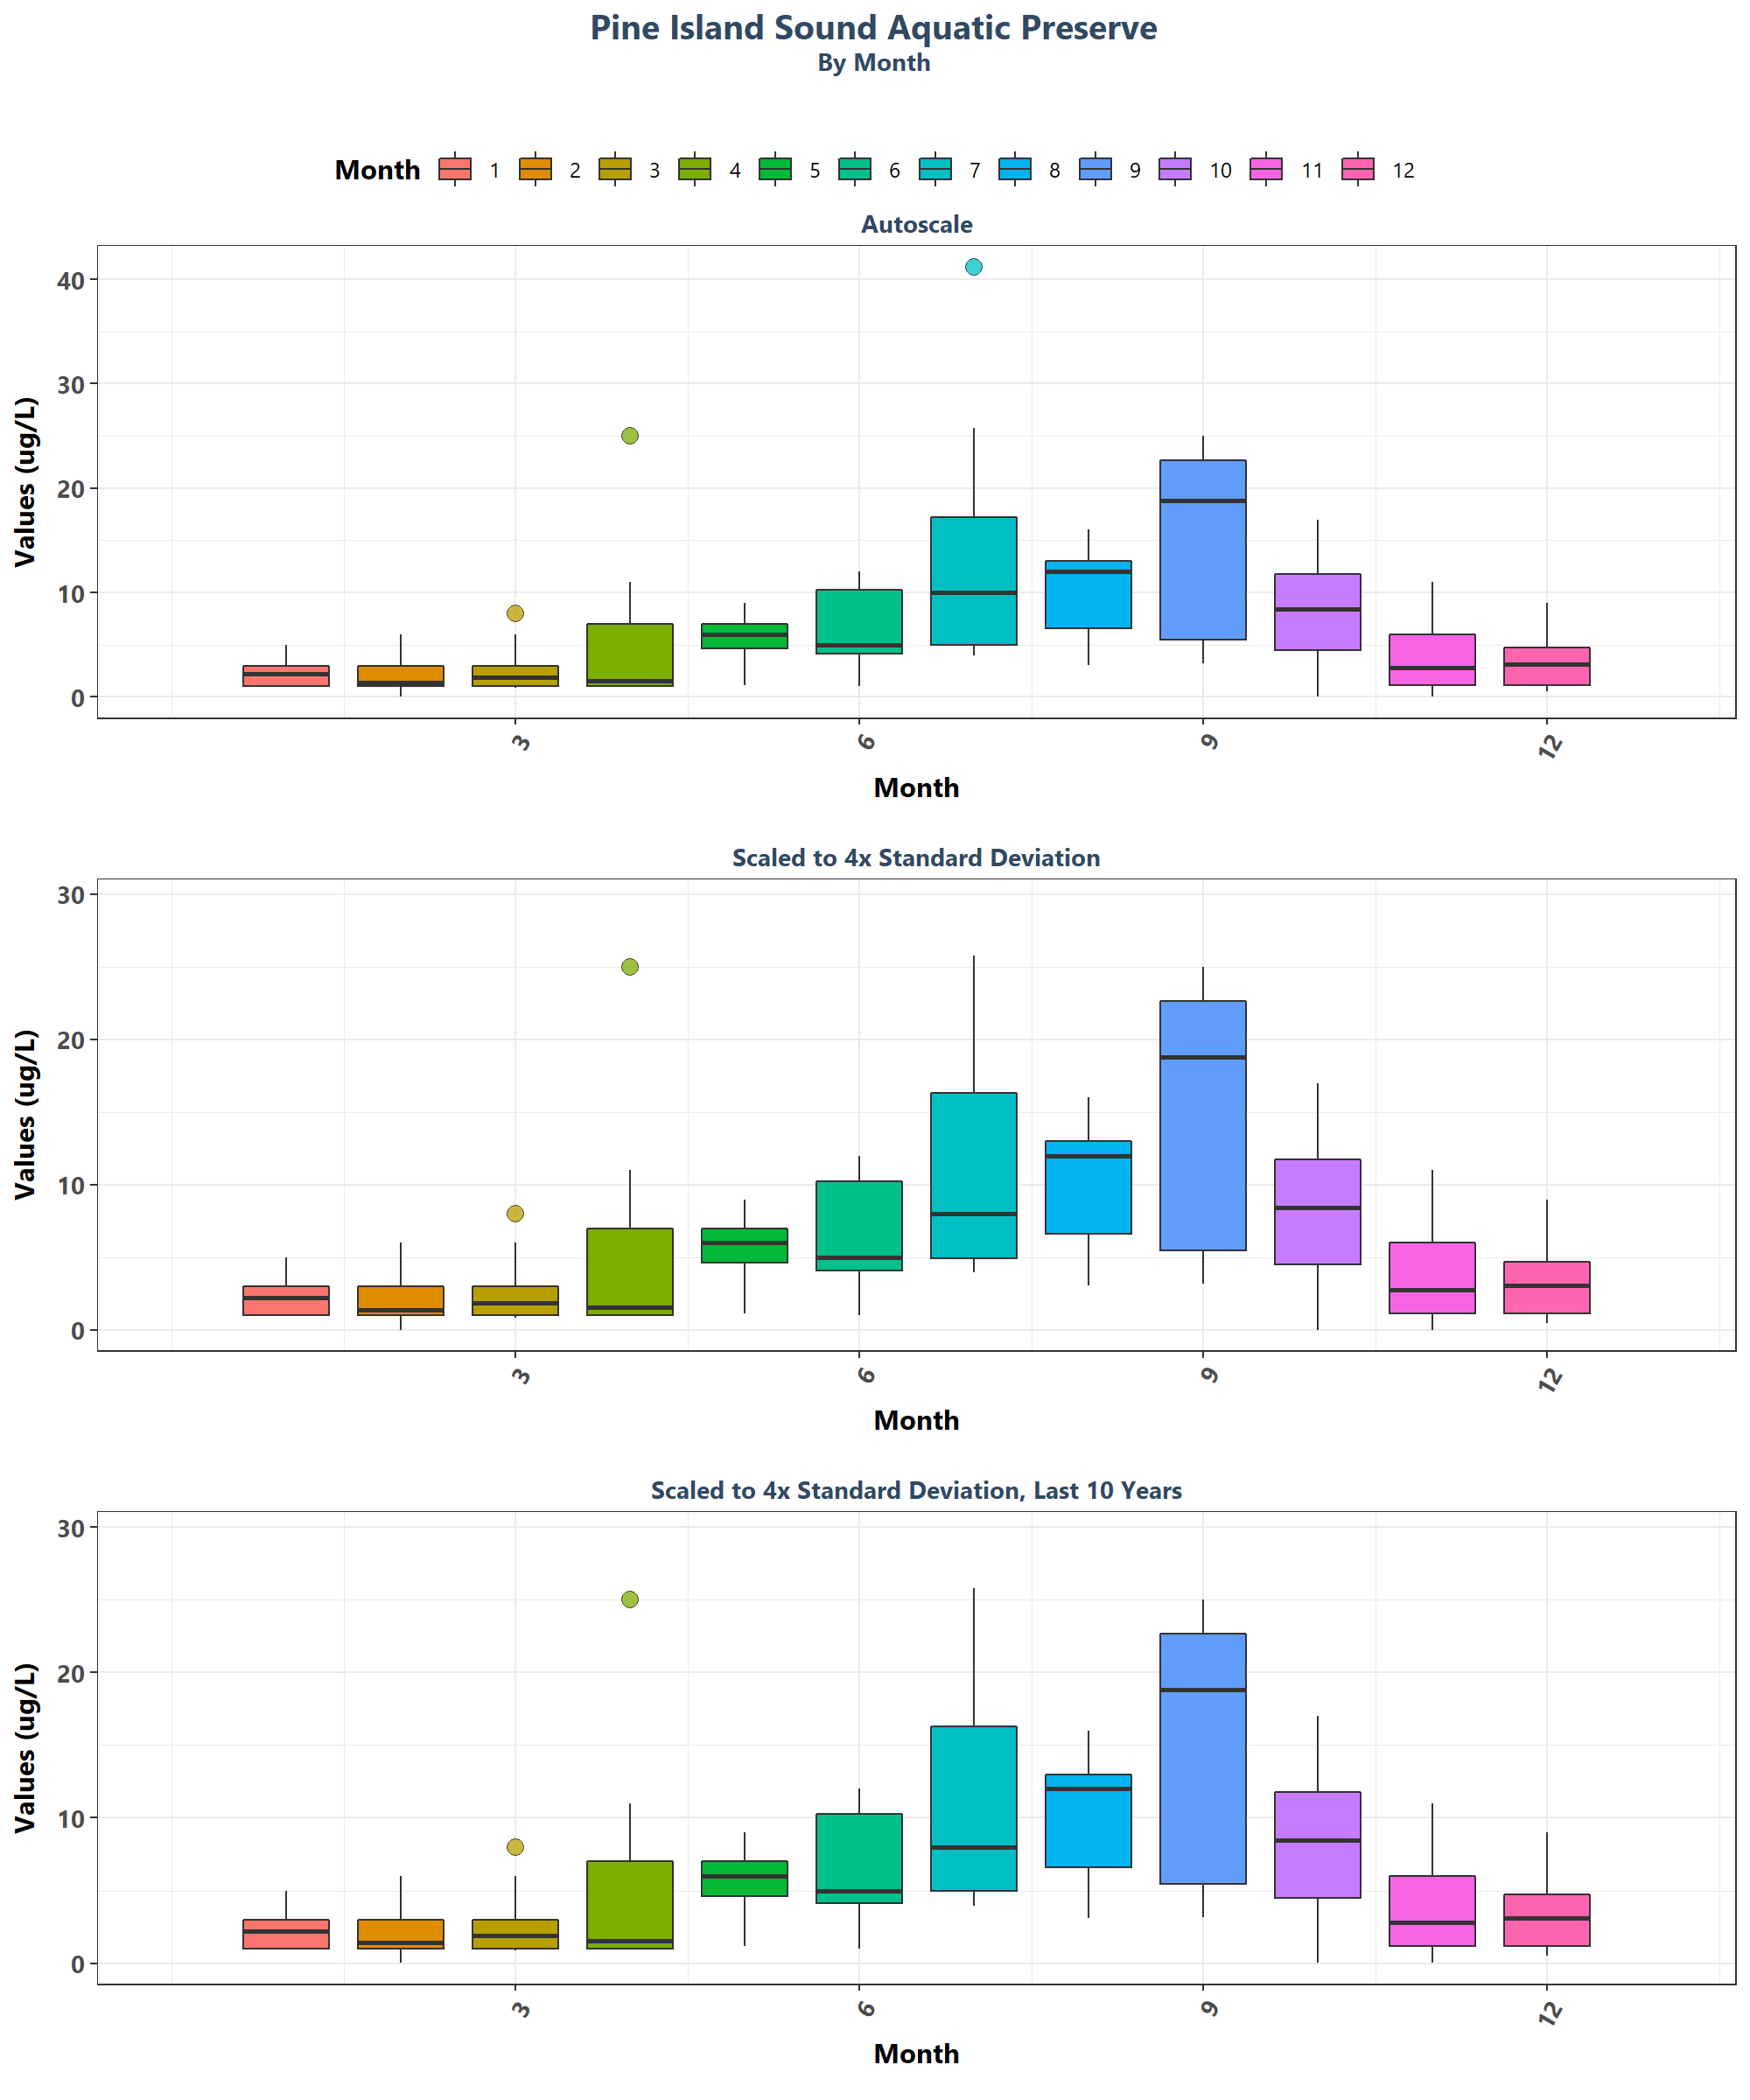 Pine Island Sound Aquatic Preserve
By Month
Month 1 2 3 4 5 6 7 8 9 10 11 12
Autoscale
Values (ug/L)
40
30
20
10
0
3 6 9 12
Month
Scaled to 4x Standard Deviation
Values (ug/L)
30
20
10
0
3 6 9 12
Month
Scaled to 4x Standard Deviation, Last 10 Years
Values (ug/L)
30
20
10
0
3 6 9 12
Month